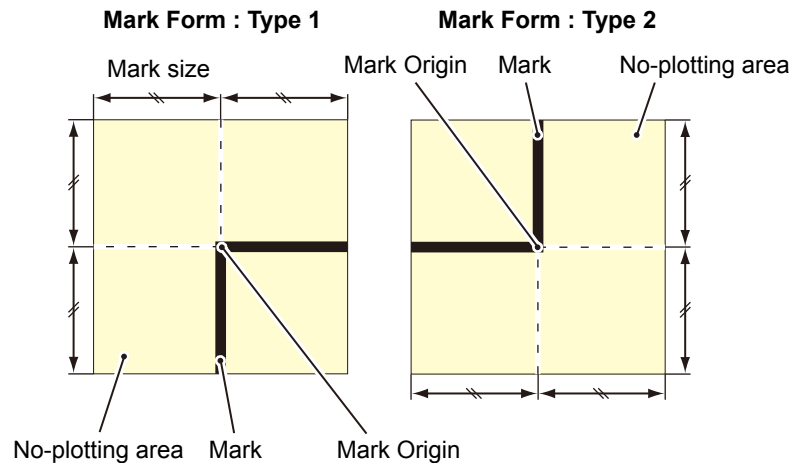 Mark Form : Type 1
Mark Form : Type 2
Mark size
Mark Origin
Mark
No-plotting area
No-plotting area
Mark
Mark Origin